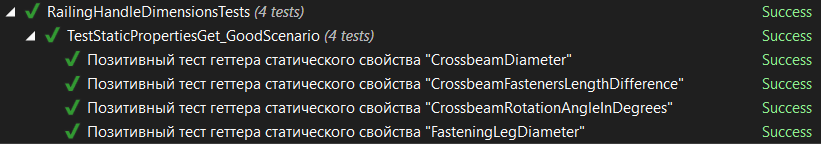 RailingHandleDimensionsTests (4 tests) Success
TestStaticPropertiesGet_GoodScenario (4 tests) Success
Позитивный тест геттера статического свойства "CrossbeamDiameter" Success
Позитивный тест геттера статического свойства "CrossbeamFastenersLengthDifference" Success
Позитивный тест геттера статического свойства "CrossbeamRotationAngleInDegrees" Success
Позитивный тест геттера статического свойства "FasteningLegDiameter" Success